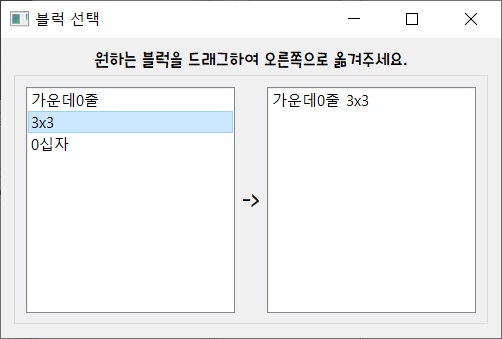 블럭 선택
원하는 블럭을 드래그하여 오른쪽으로 옮겨주세요.
가운데0줄
3x3
0십자
->
가운데0줄 3x3